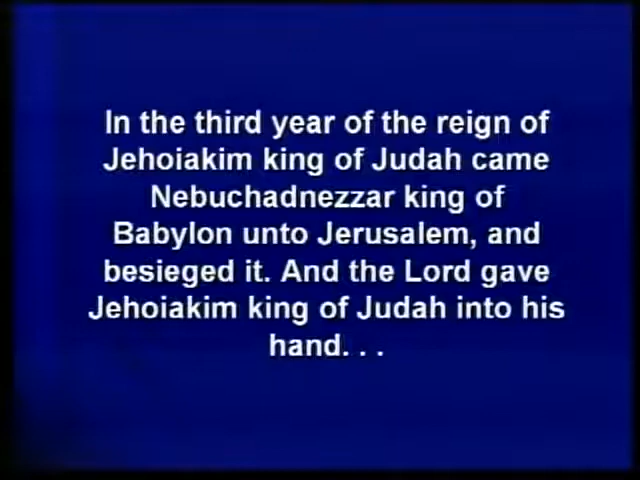 In the third year of the reign of
Jehoiakim king of Judah came
Nebuchadnezzar king of
Babylon unto Jerusalem, and
besieged it. And the Lord gave
Jehoiakim king of Judah into his
hand. . .